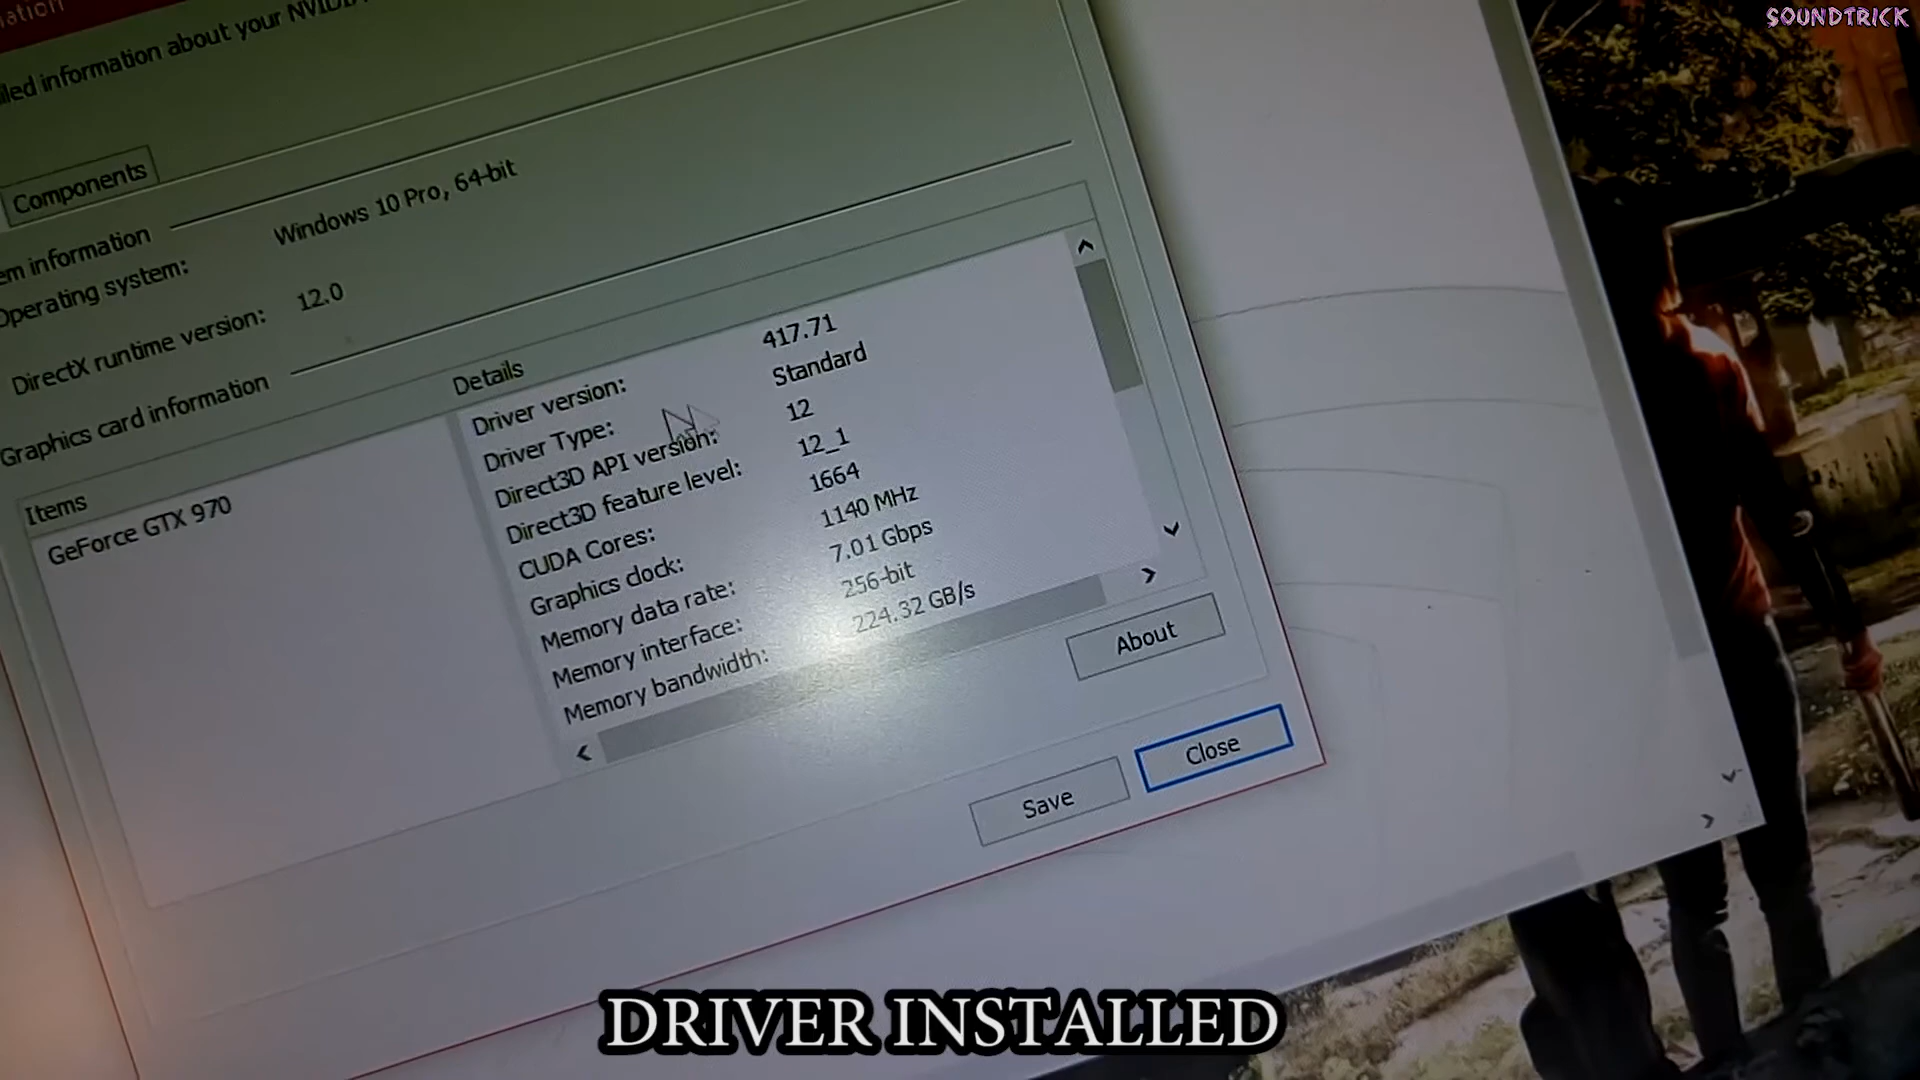 SOUNDTRICK
ation
iled information about your NVIDIA
Components
em information
Operating system:
Windows 10 Pro, 64-bit
DirectX runtime version:
12.0
Graphics card information
Items
Details
GeForce GTX 970
Driver version:
417.71
Driver Type:
Standard
Direct3D API version:
12
Direct3D feature level:
12_1
CUDA Cores:
1664
Graphics clock:
1140 MHz
Memory data rate:
7.01 Gbps
Memory interface:
256-bit
Memory bandwidth:
224.32 GB/s
About
Save
Close
DRIVER INSTALLED